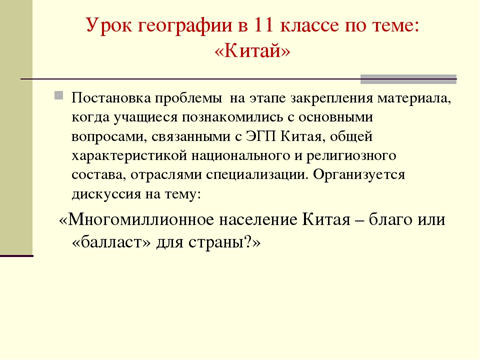 Урок географии в 11 классе по теме:
«Китай»
Постановка проблемы на этапе закрепления материала,
когда учащиеся познакомились с основными
вопросами, связанными с ЭГП Китая, общей
характеристикой национального и религиозного
состава, отраслями специализации. Организуется
дискуссия на тему:
«Многомиллионное население Китая – благо или
«балласт» для страны?»